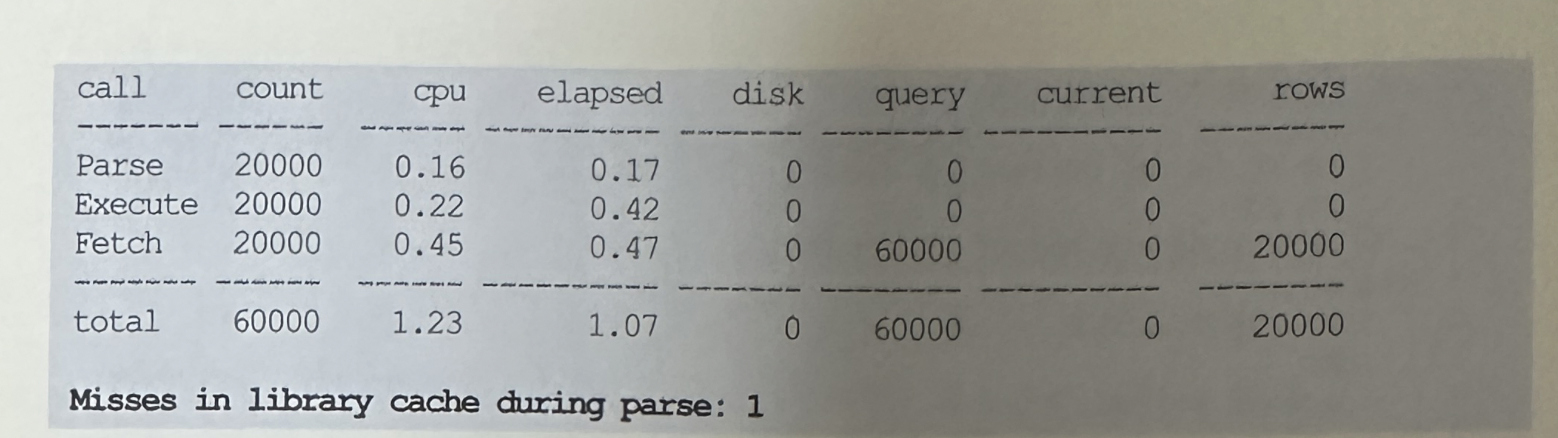 call count cpu elapsed disk query current rows
------- ------ ------ ---------- ------- -------- ---------- --------
Parse 20000 0.16 0.17 0 0 0 0
Execute 20000 0.22 0.42 0 0 0 0
Fetch 20000 0.45 0.47 0 60000 0 20000
------- ------ ------ ---------- ------- -------- ---------- --------
total 60000 1.23 1.07 0 60000 0 20000
Misses in library cache during parse: 1